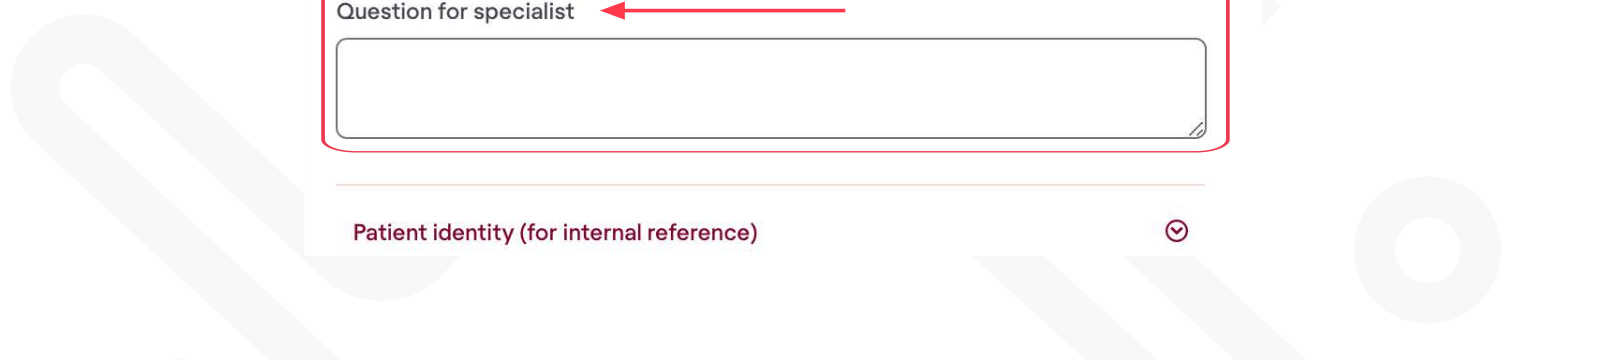 Question for specialist
Patient identity (for internal reference)